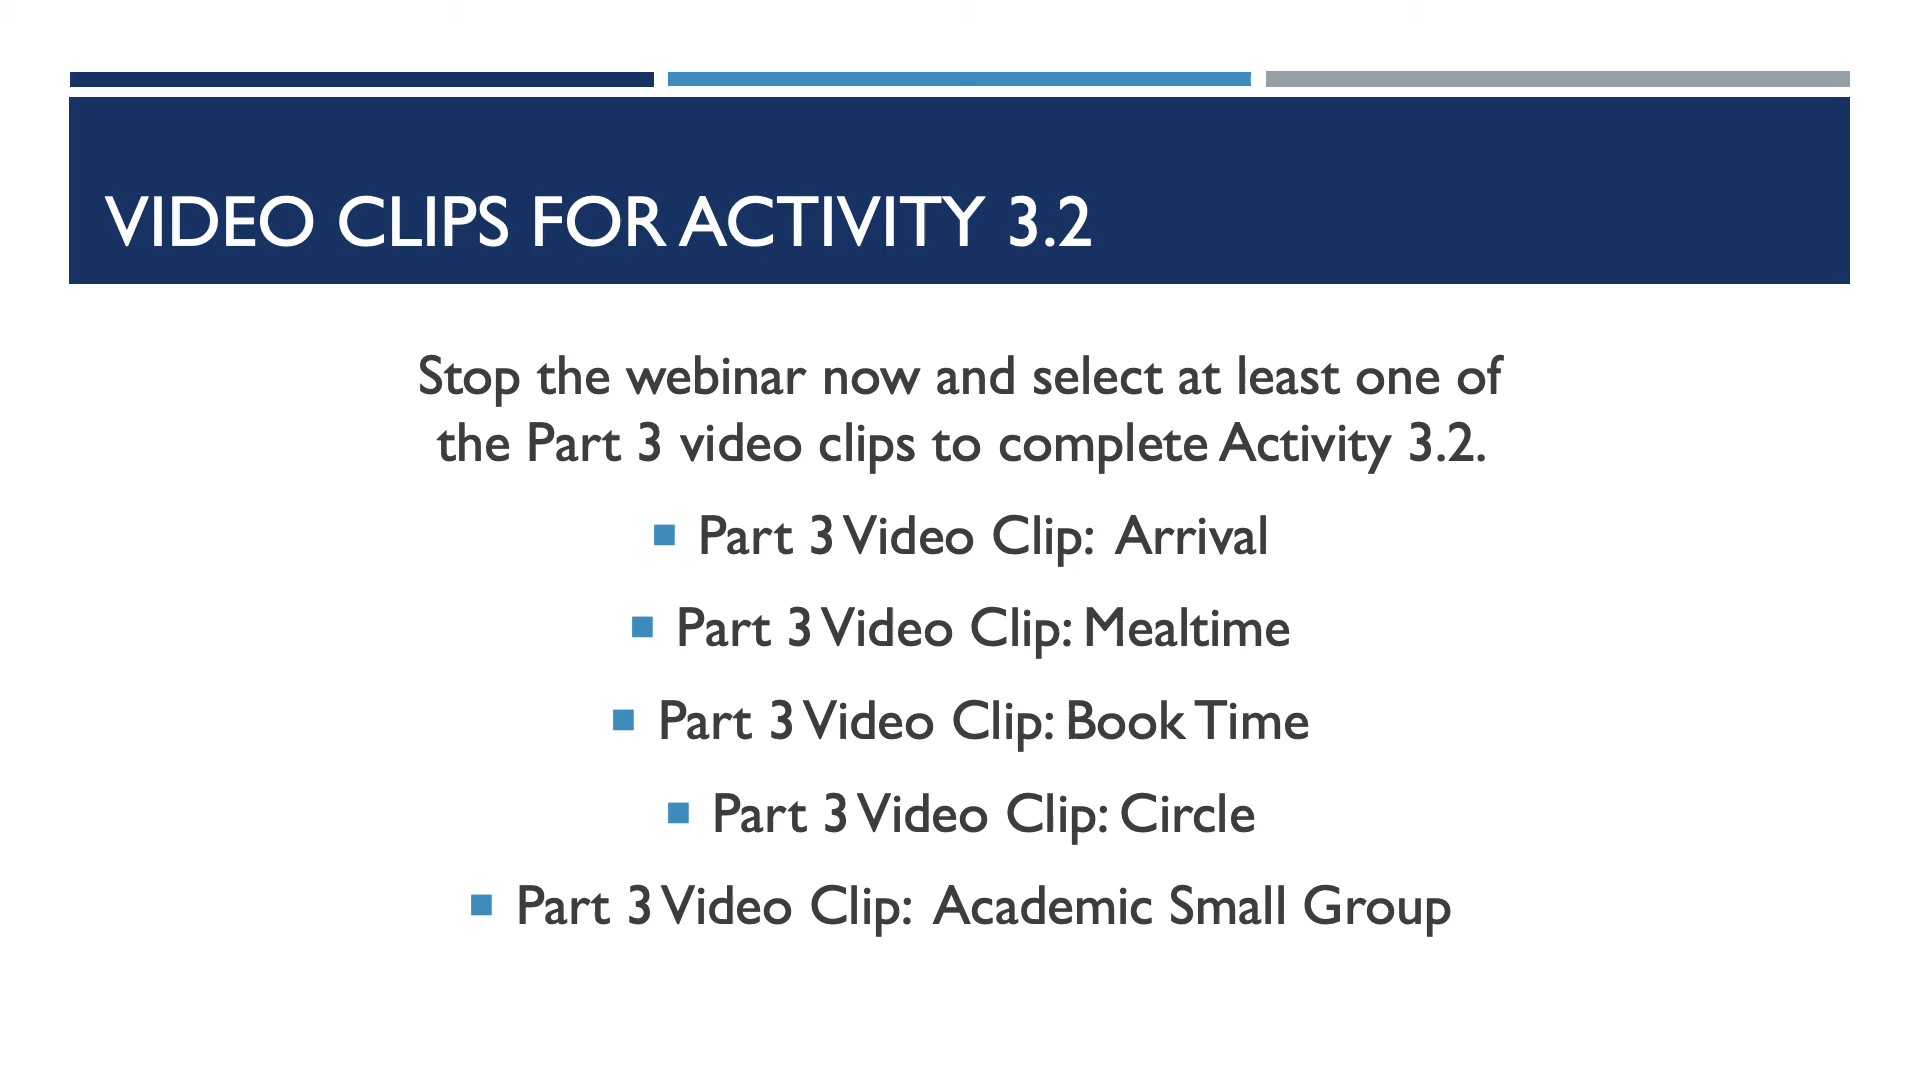 VIDEO CLIPS FOR ACTIVITY 3.2
Stop the webinar now and select at least one of
the Part 3 video clips to complete Activity 3.2.
Part 3 Video Clip: Arrival
Part 3 Video Clip: Mealtime
Part 3 Video Clip: Book Time
Part 3 Video Clip: Circle
Part 3 Video Clip: Academic Small Group